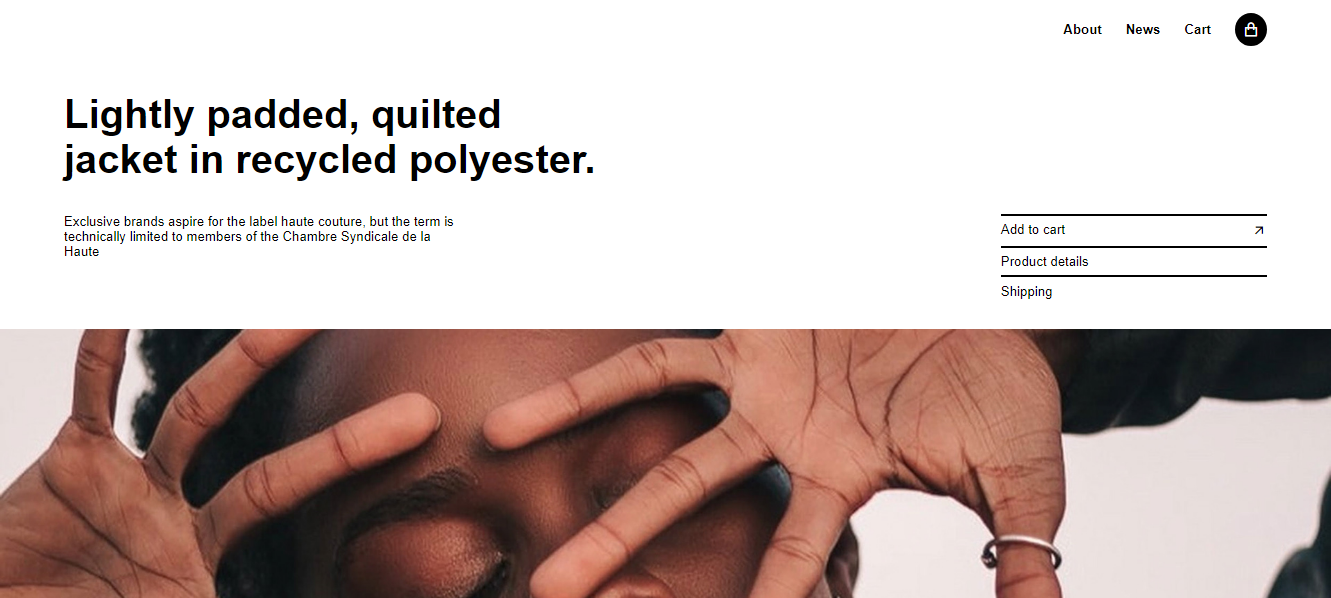 About News Cart
Lightly padded, quilted
jacket in recycled polyester.
Exclusive brands aspire for the label haute couture, but the term is
technically limited to members of the Chambre Syndicale de la
Haute
Add to cart
Product details
Shipping